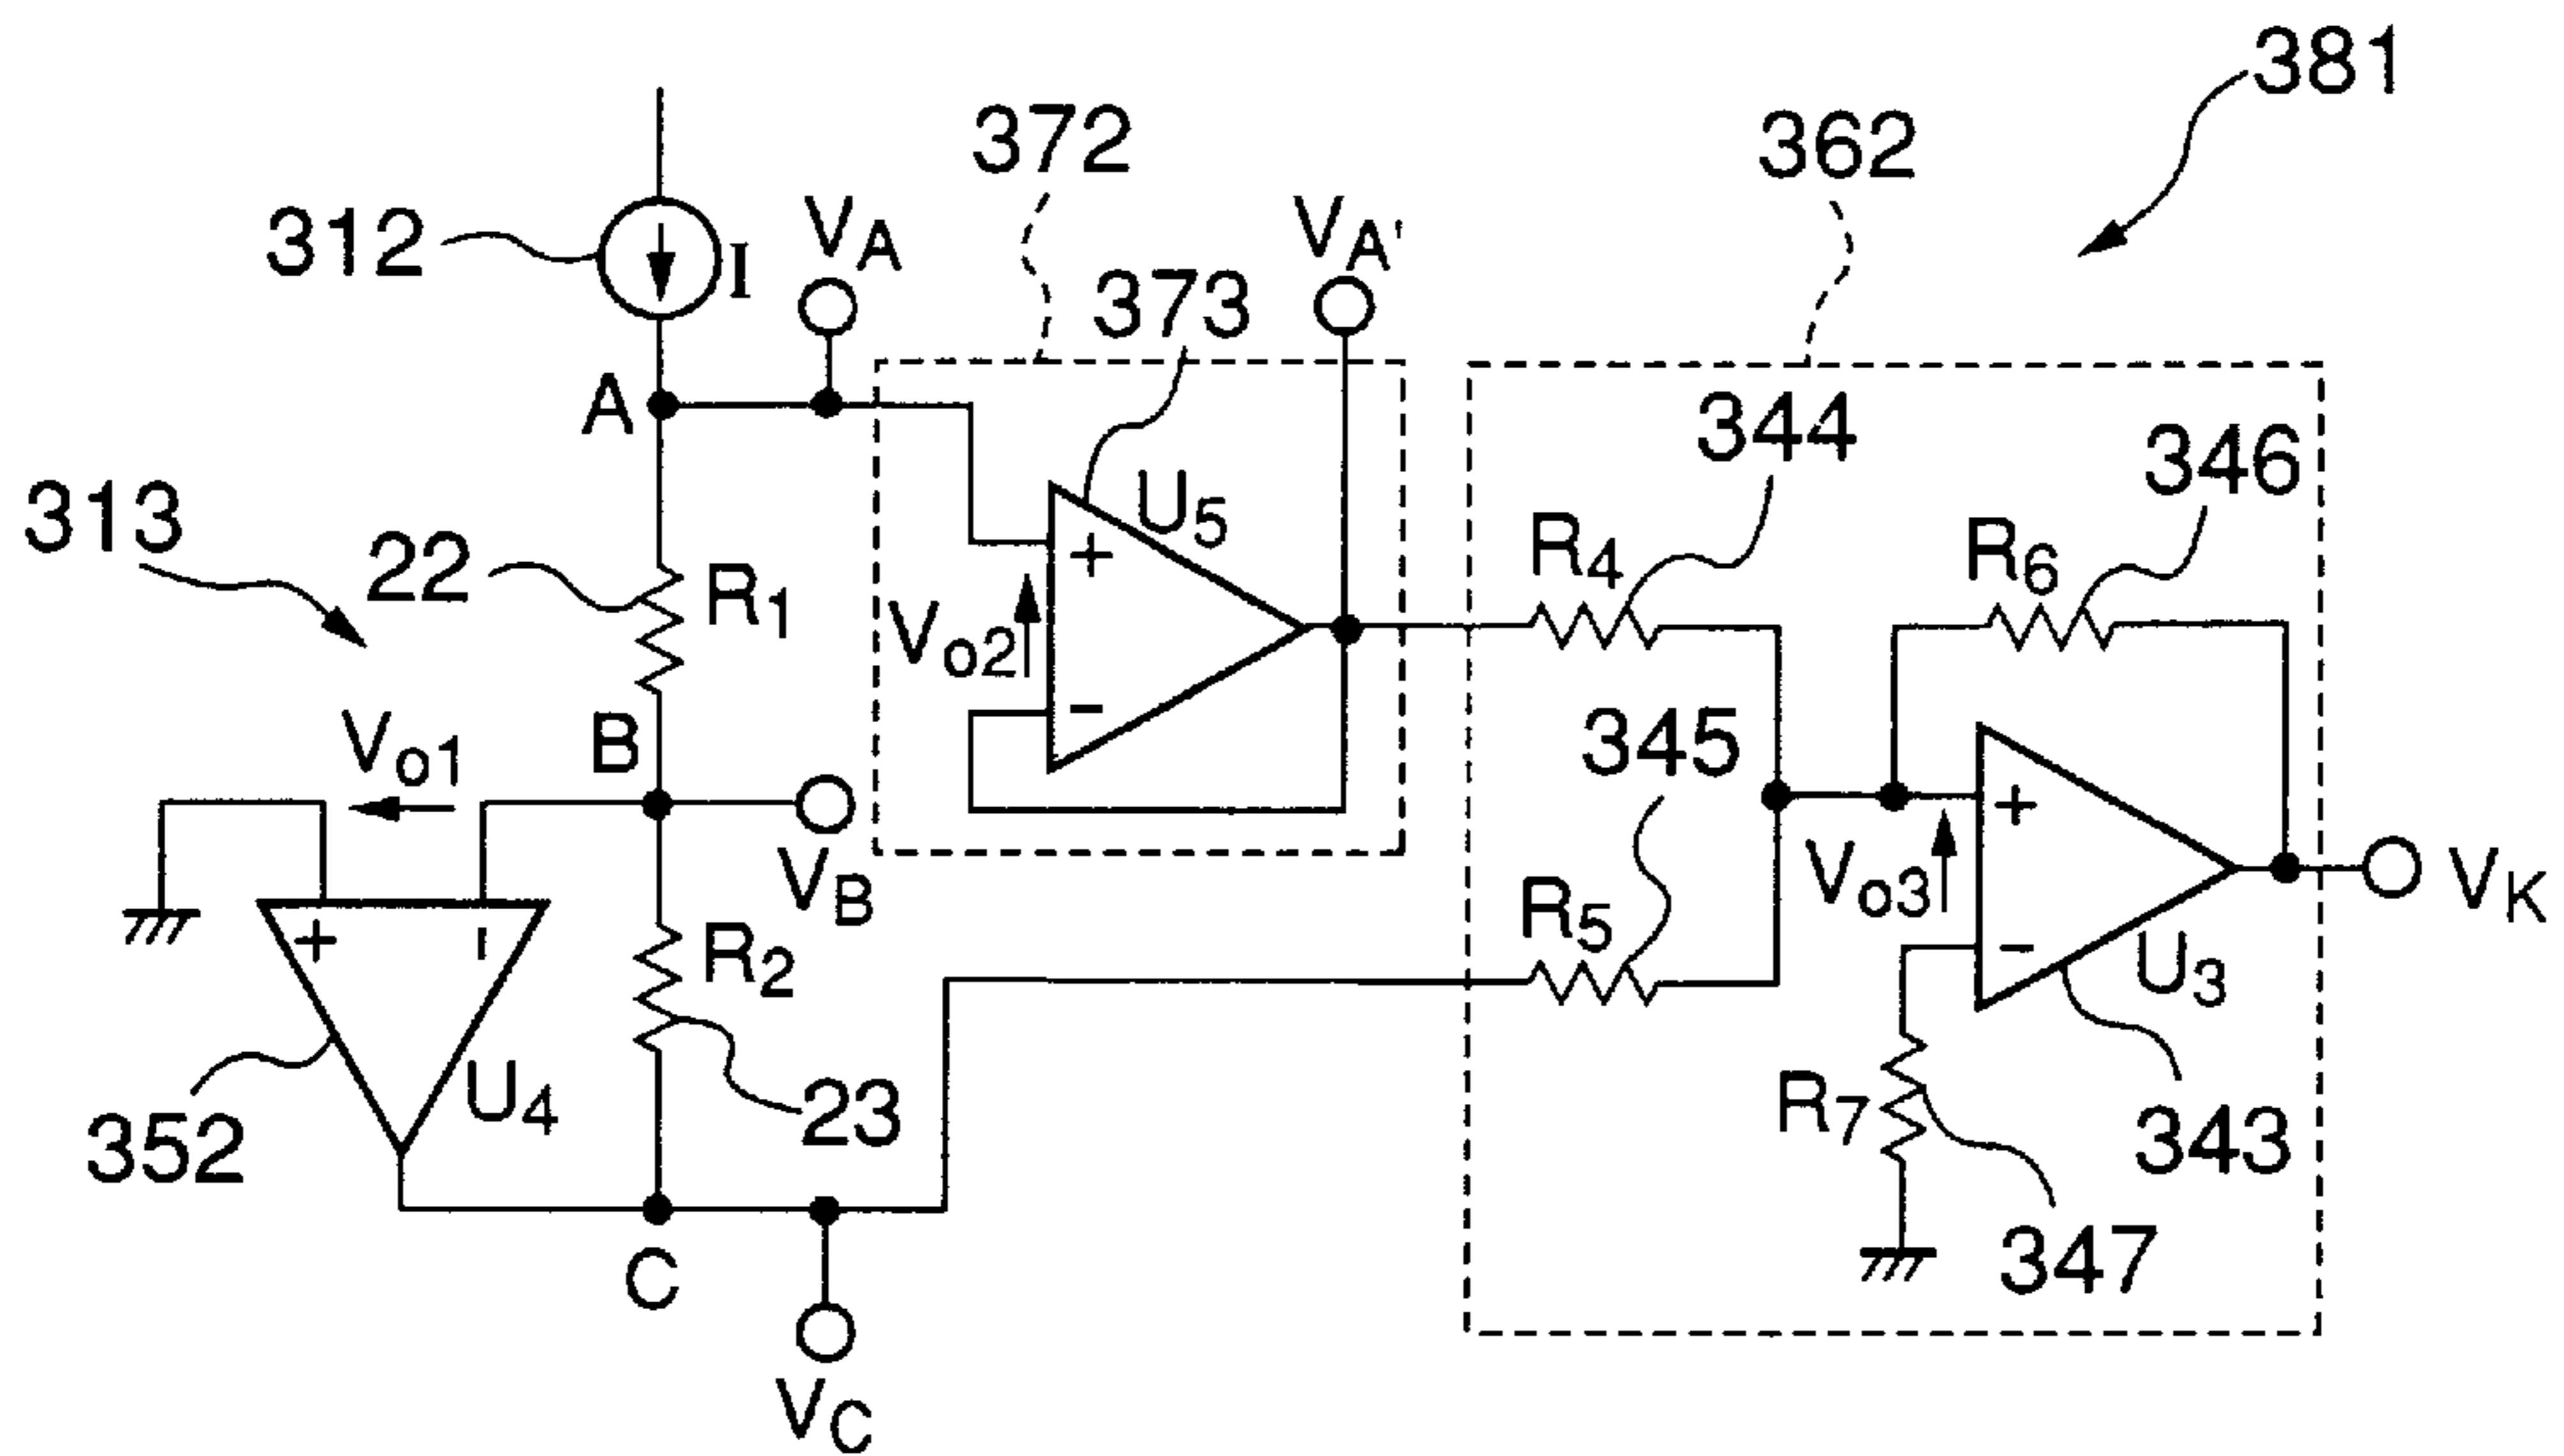 381
372
362
312
I
VA
VA'
373
344
346
A
U5
313
22
R1
R4
R6
+
Vo2
-
345
Vo1
B
VB
+
Vo3
VK
R5
-
U3
+
-
R2
352
U4
23
R7
343
347
C
VC